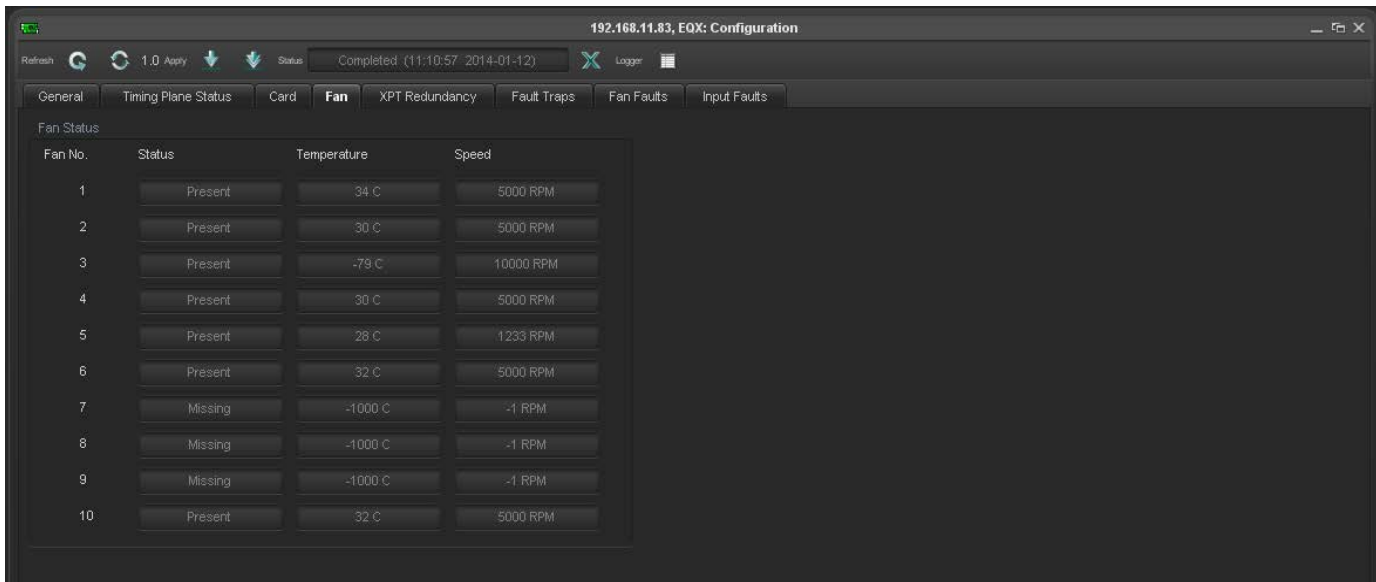 192.168.11.83, EQX: Configuration
Refresh 1.0 Apply Status Completed (11:10:57 2014-01-12) Logger
General Timing Plane Status Card Fan XPT Redundancy Fault Traps Fan Faults Input Faults
Fan Status
Fan No. Status Temperature Speed
1 Present 34 C 5000 RPM
2 Present 30 C 5000 RPM
3 Present -79 C 10000 RPM
4 Present 30 C 5000 RPM
5 Present 28 C 1233 RPM
6 Present 32 C 5000 RPM
7 Missing -1000 C -1 RPM
8 Missing -1000 C -1 RPM
9 Missing -1000 C -1 RPM
10 Present 32 C 5000 RPM